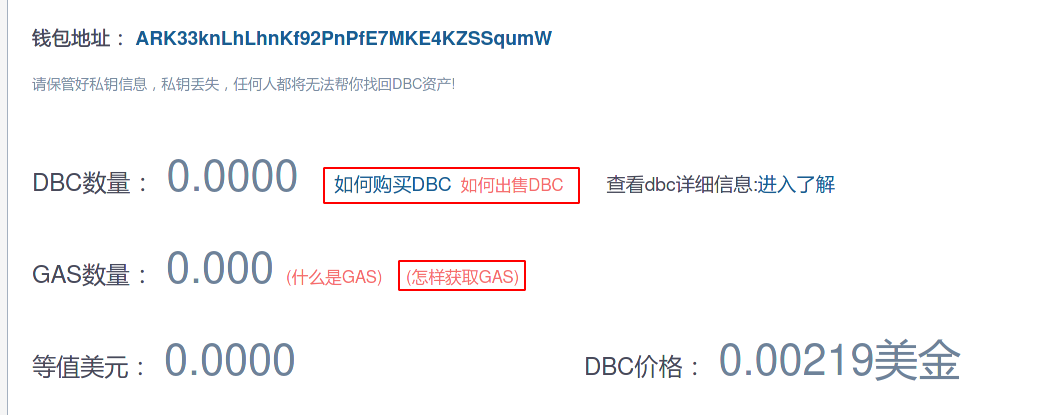 钱包地址： ARK33knLhLhnKf92PnPfE7MKE4KZSSqumW
请保管好私钥信息，私钥丢失，任何人都将无法帮你找回DBC资产!
DBC数量： 0.0000 如何购买DBC 如何出售DBC 查看dbc详细信息:进入了解
GAS数量： 0.000 (什么是GAS) (怎样获取GAS)
等值美元： 0.0000 DBC价格： 0.00219美金